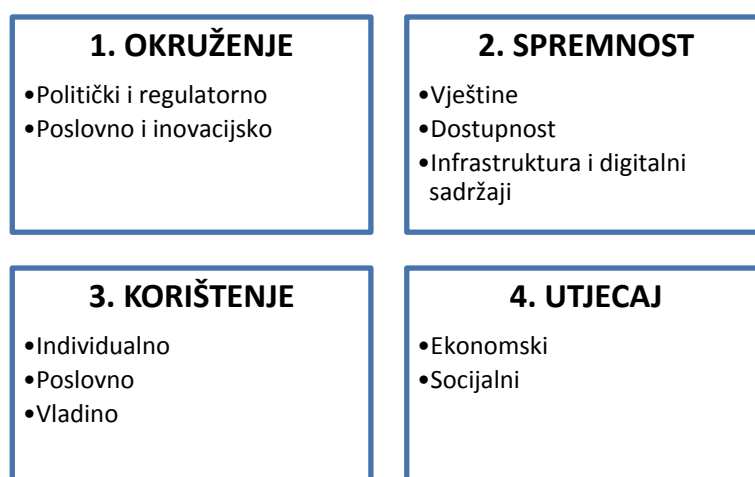 1. OKRUŽENJE
•Politički i regulatorno
•Poslovno i inovacijsko
2. SPREMNOST
•Vještine
•Dostupnost
•Infrastruktura i digitalni
sadržaji
3. KORIŠTENJE
•Individualno
•Poslovno
•Vladino
4. UTJECAJ
•Ekonomski
•Socijalni